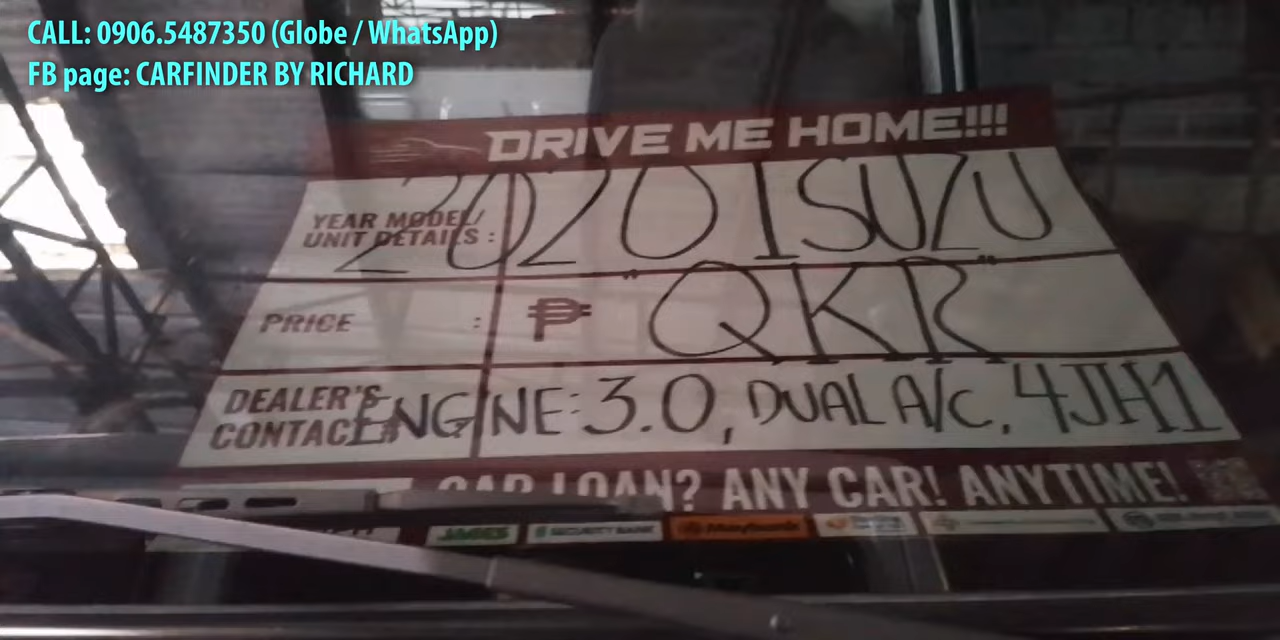 CALL: 0906.5487350 (Globe / WhatsApp)
FB page: CARFINDER BY RICHARD
DRIVE ME HOME!!!
YEAR MODEL/
UNIT DETAILS :
2020 ISUZU
PRICE : ₱ "QKR"
DEALER'S
CONTACT
ENGINE: 3.0, DUAL A/C, 4JH1
CAR LOAN? ANY CAR! ANYTIME!
SECURITY BANK